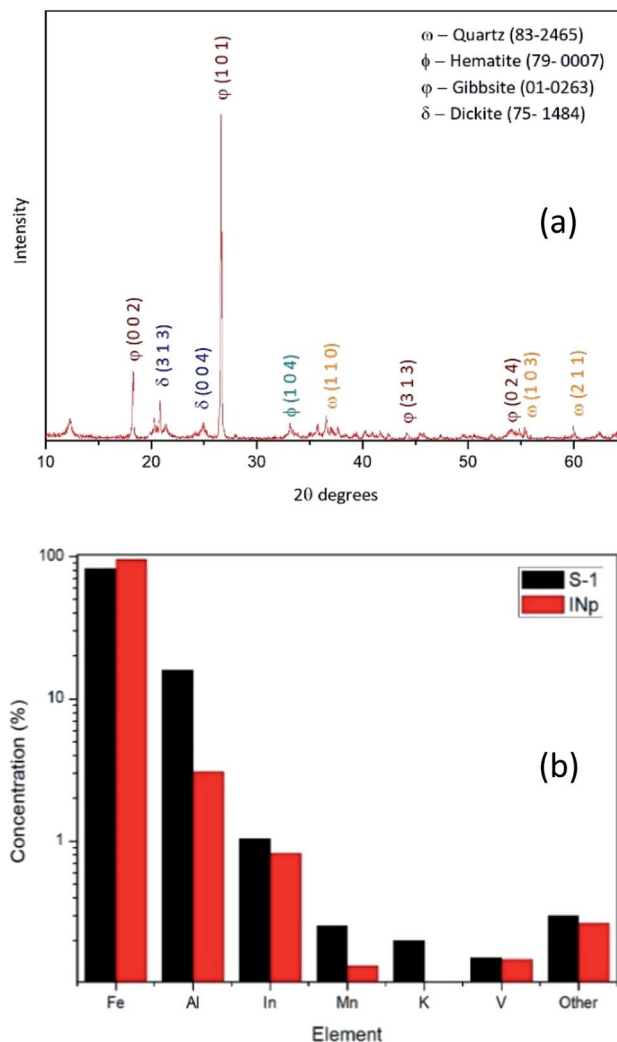 ω – Quartz (83-2465)
ϕ – Hematite (79- 0007)
φ – Gibbsite (01-0263)
δ – Dickite (75- 1484)
(a)
Intensity
φ (0 0 2)
δ (3 1 3)
δ (0 0 4)
φ (1 0 1)
ϕ (1 0 4)
ω (1 1 0)
φ (3 1 3)
φ (0 2 4)
ω (1 0 3)
ω (2 1 1)
10 20 30 40 50 60
2θ degrees
S-1
INp
(b)
Concentration (%)
100
10
1
Fe Al In Mn K V Other
Element